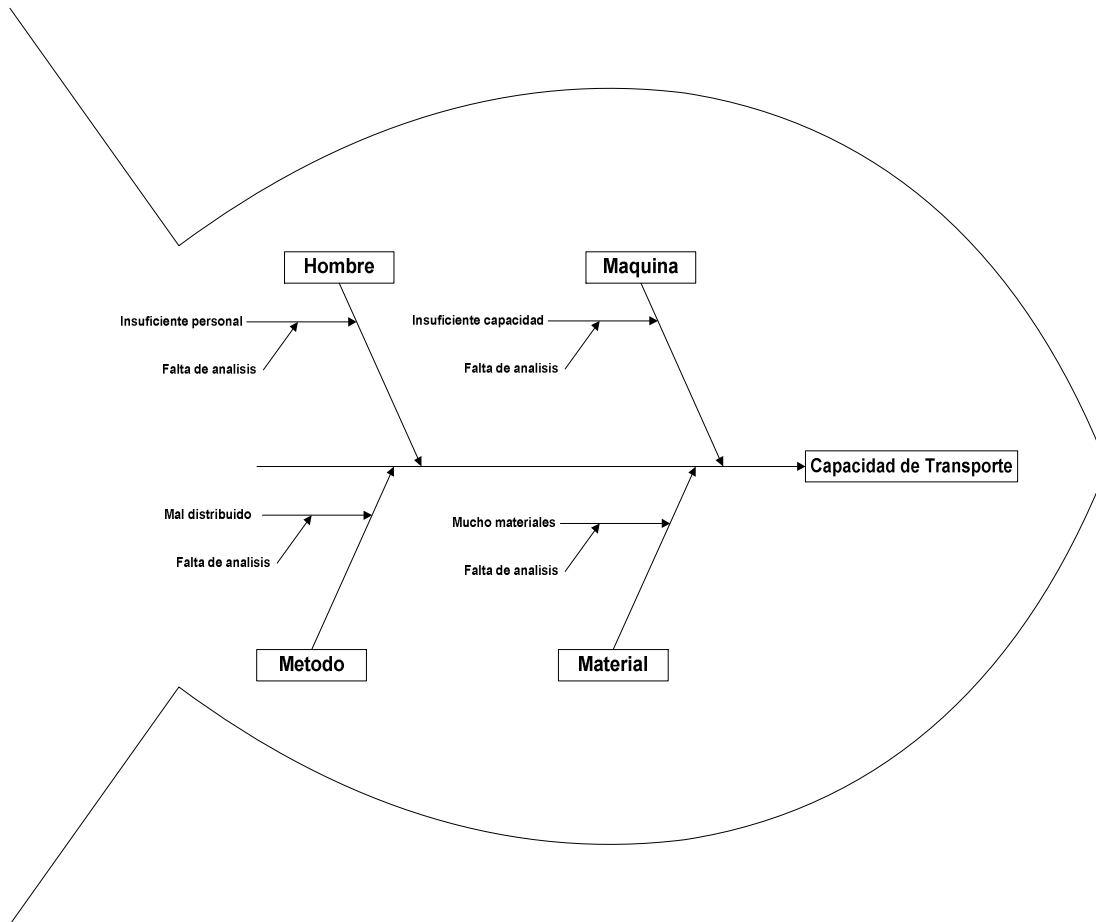 Hombre
Maquina
Insuficiente personal
Insuficiente capacidad
Falta de analisis
Falta de analisis
Capacidad de Transporte
Mal distribuido
Mucho materiales
Falta de analisis
Falta de analisis
Metodo
Material